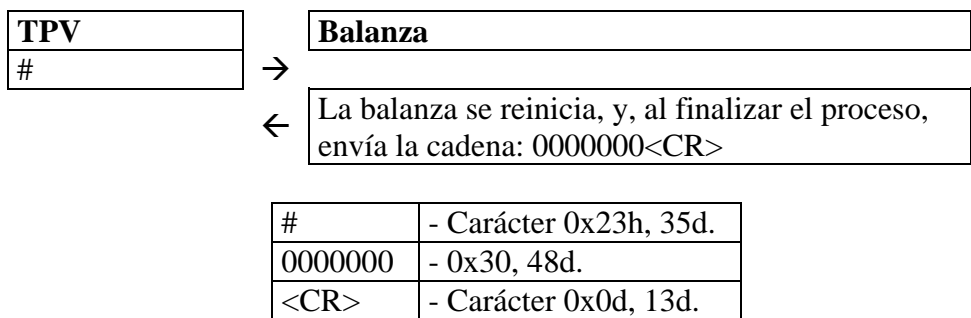 TPV Balanza
# →
← La balanza se reinicia, y, al finalizar el proceso,
envía la cadena: 0000000<CR>
# - Carácter 0x23h, 35d.
0000000 - 0x30, 48d.
<CR> - Carácter 0x0d, 13d.